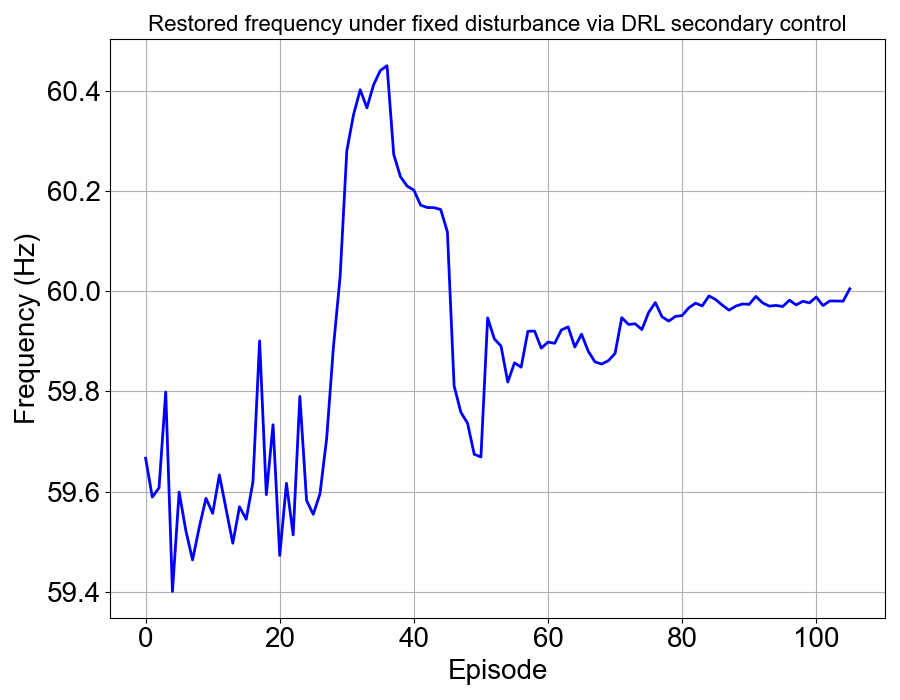 Restored frequency under fixed disturbance via DRL secondary control
60.4
60.2
60.0
59.8
59.6
59.4
Frequency (Hz)
0 20 40 60 80 100
Episode